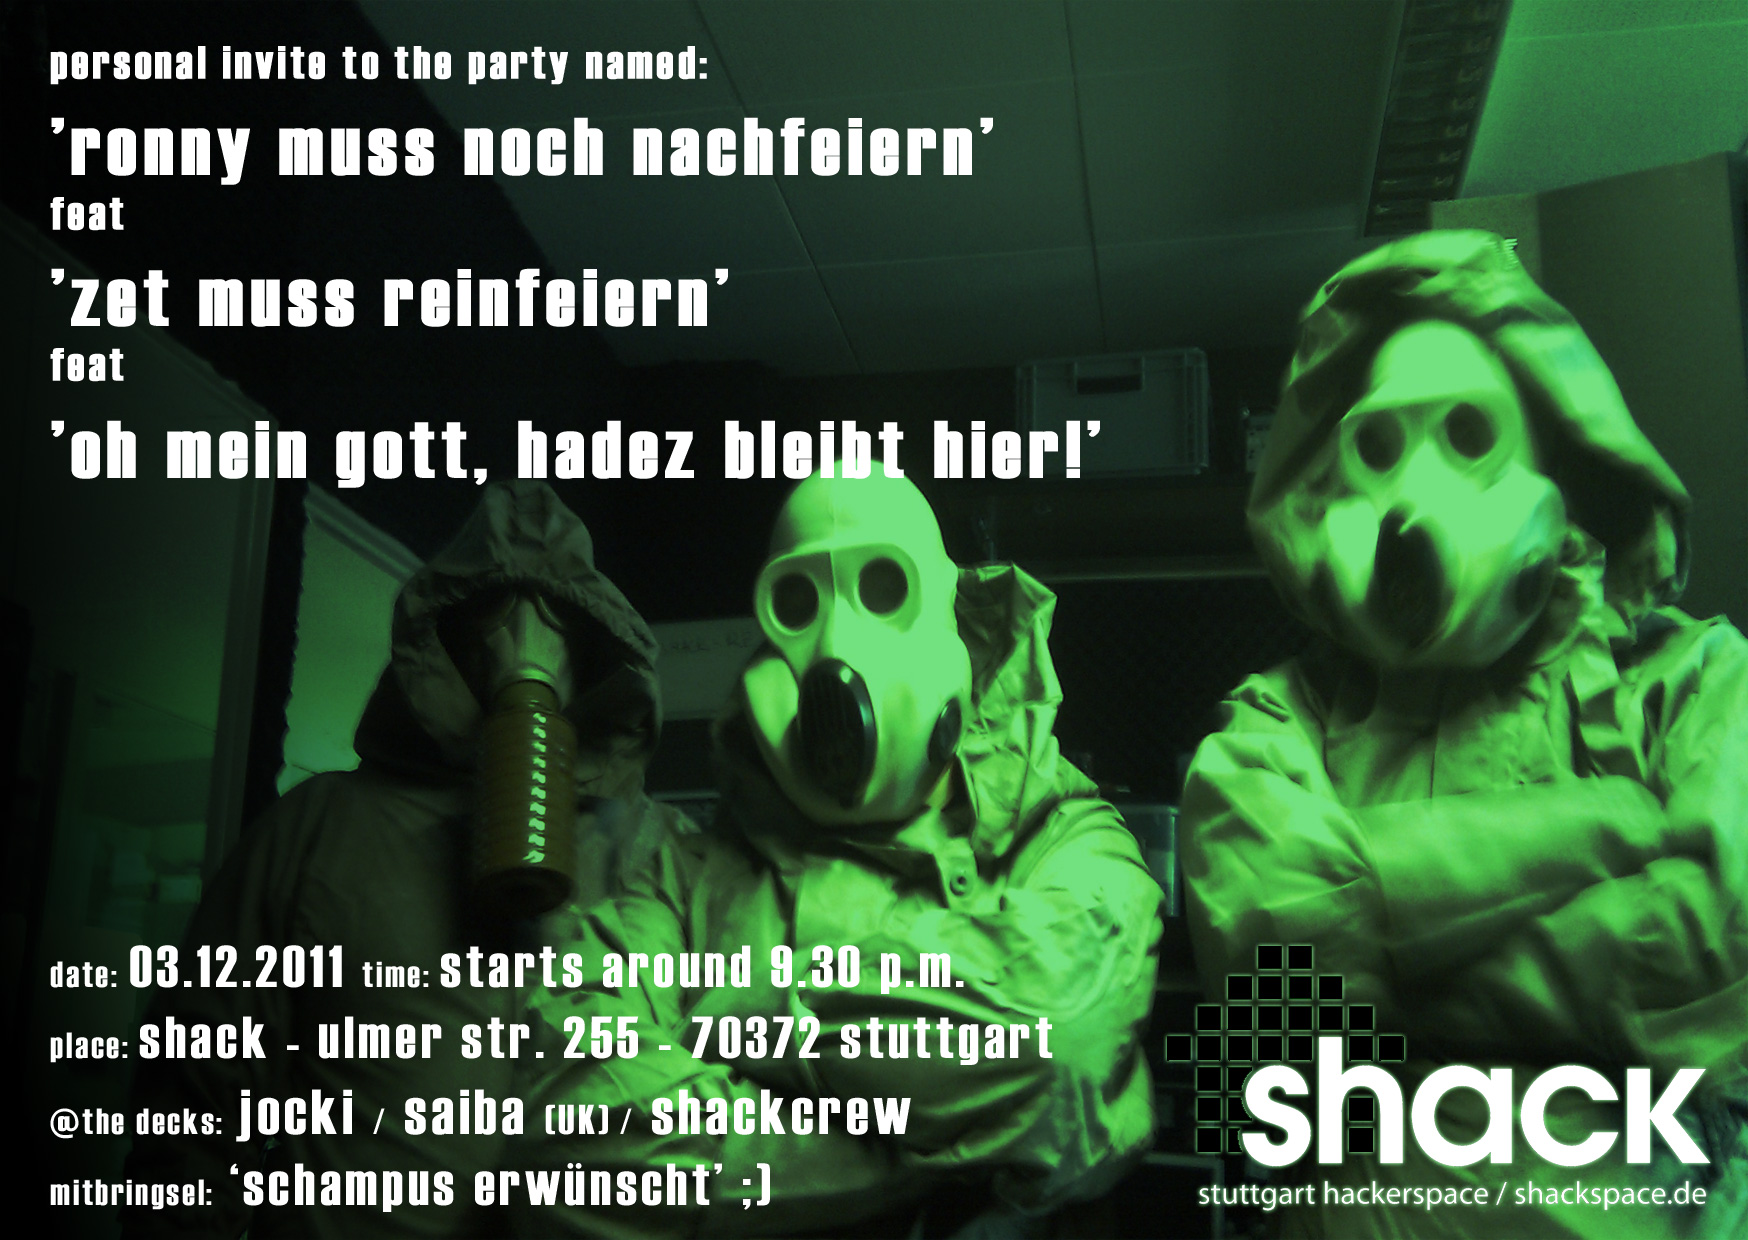 personal invite to the party named:
'ronny muss noch nachfeiern'
feat
'zet muss reinfeiern'
feat
'oh mein gott, hadez bleibt hier!'
date: 03.12.2011 time: starts around 9.30 p.m.
place: shack - ulmer str. 255 - 70372 stuttgart
@the decks: jocki / saiba (UK) / shackcrew
mitbringsel: 'schampus erwünscht' ;)
shack
stuttgart hackerspace / shackspace.de